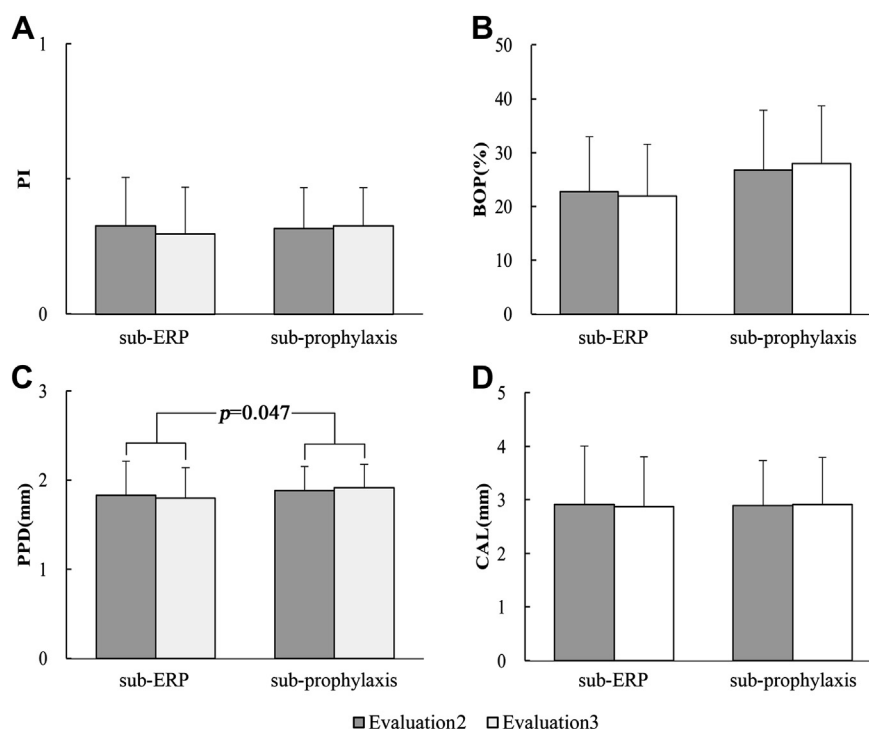 A
1
PI
0
sub-ERP sub-prophylaxis
B
50
40
30
20
10
0
BOP(%)
sub-ERP sub-prophylaxis
C
3
2
1
0
PPD(mm)
p=0.047
sub-ERP sub-prophylaxis
D
5
4
3
2
1
0
CAL(mm)
sub-ERP sub-prophylaxis
Evaluation2 Evaluation3